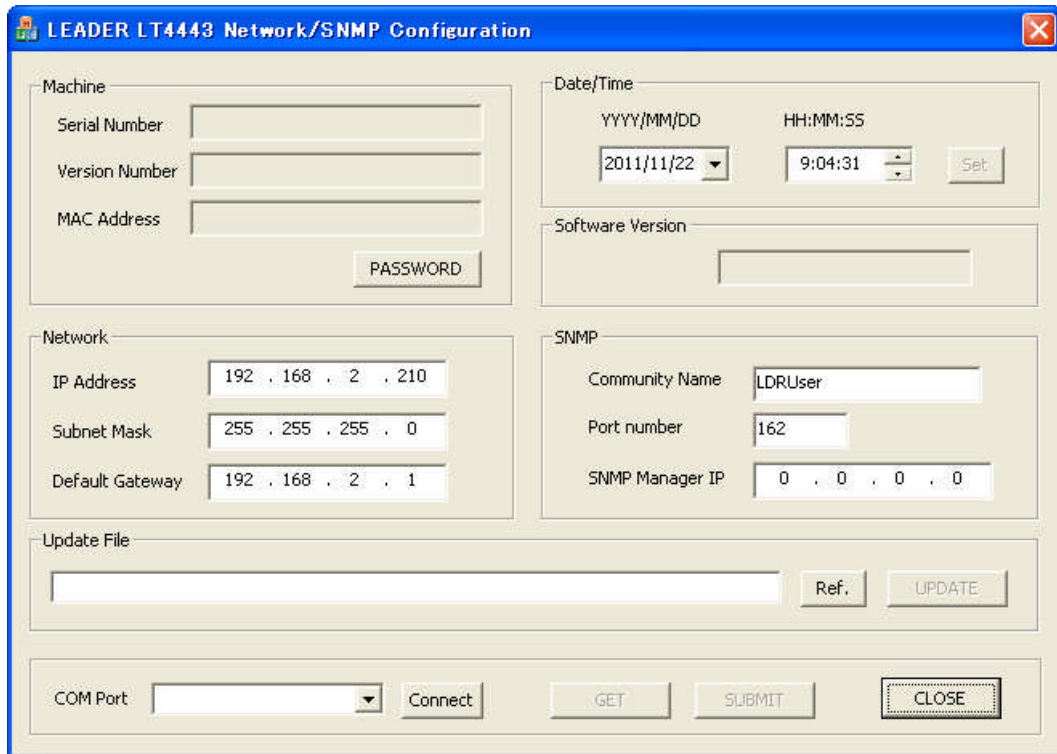 LEADER LT4443 Network/SNMP Configuration
Machine
Serial Number
Version Number
MAC Address
PASSWORD
Date/Time
YYYY/MM/DD HH:MM:SS
2011/11/22 9:04:31 Set
Software Version
Network
IP Address 192 . 168 . 2 . 210
Subnet Mask 255 . 255 . 255 . 0
Default Gateway 192 . 168 . 2 . 1
SNMP
Community Name LDRUser
Port number 162
SNMP Manager IP 0 . 0 . 0 . 0
Update File
Ref. UPDATE
COM Port Connect GET SUBMIT CLOSE